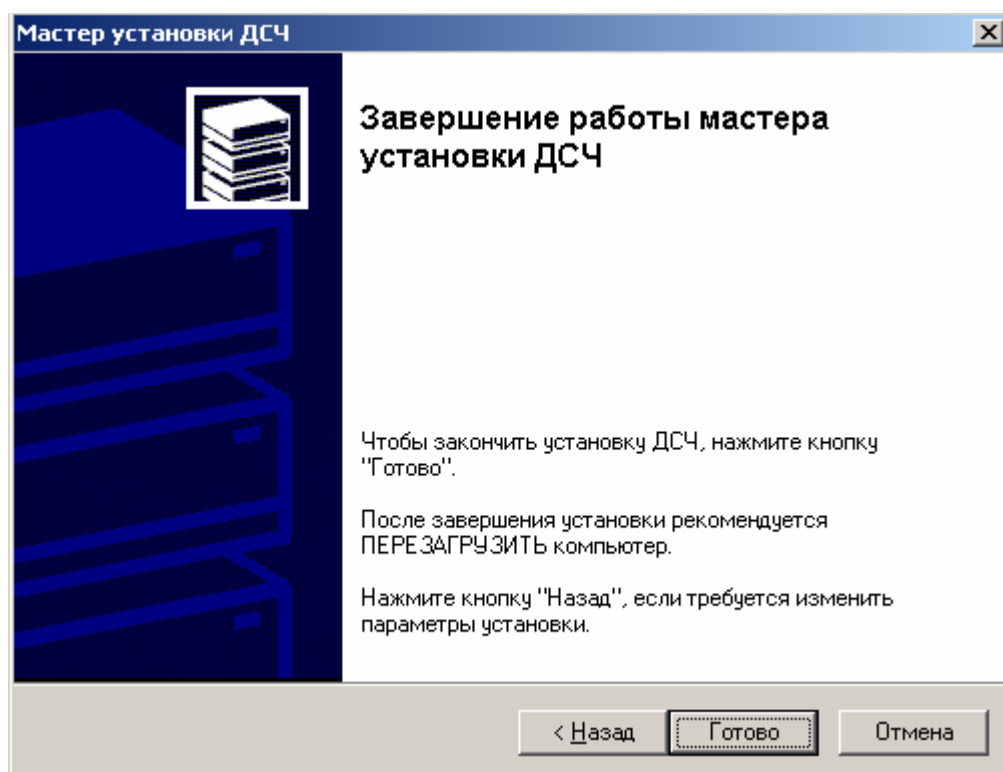 Мастер установки ДСЧ
Завершение работы мастера
установки ДСЧ
Чтобы закончить установку ДСЧ, нажмите кнопку
"Готово".
После завершения установки рекомендуется
ПЕРЕЗАГРУЗИТЬ компьютер.
Нажмите кнопку "Назад", если требуется изменить
параметры установки.
< Назад
Готово
Отмена